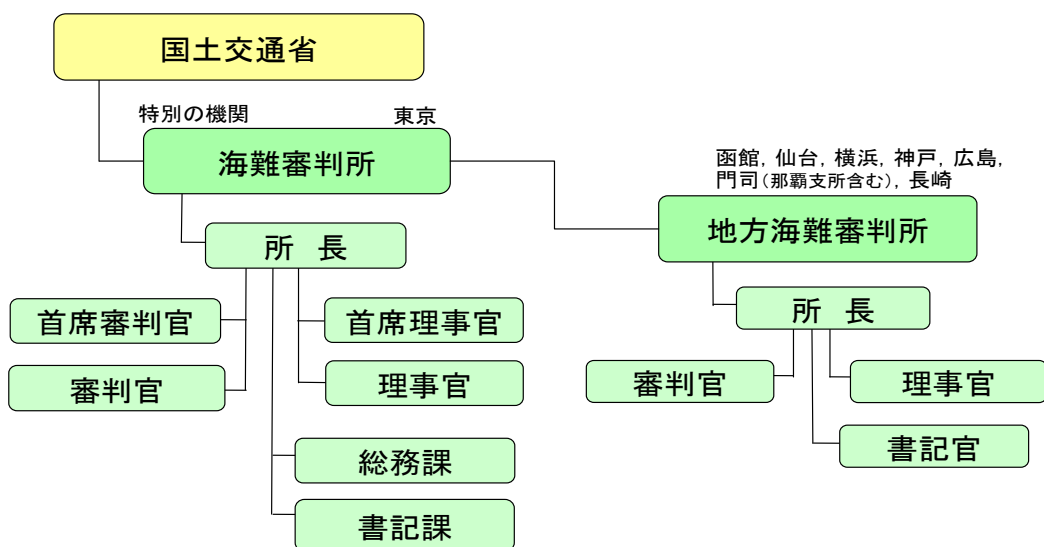 国土交通省
特別の機関
東京
海難審判所
函館，仙台，横浜，神戸，広島，
門司（那覇支所含む），長崎
地方海難審判所
所　長
首席審判官
首席理事官
審判官
理事官
総務課
書記課
所　長
審判官
理事官
書記官